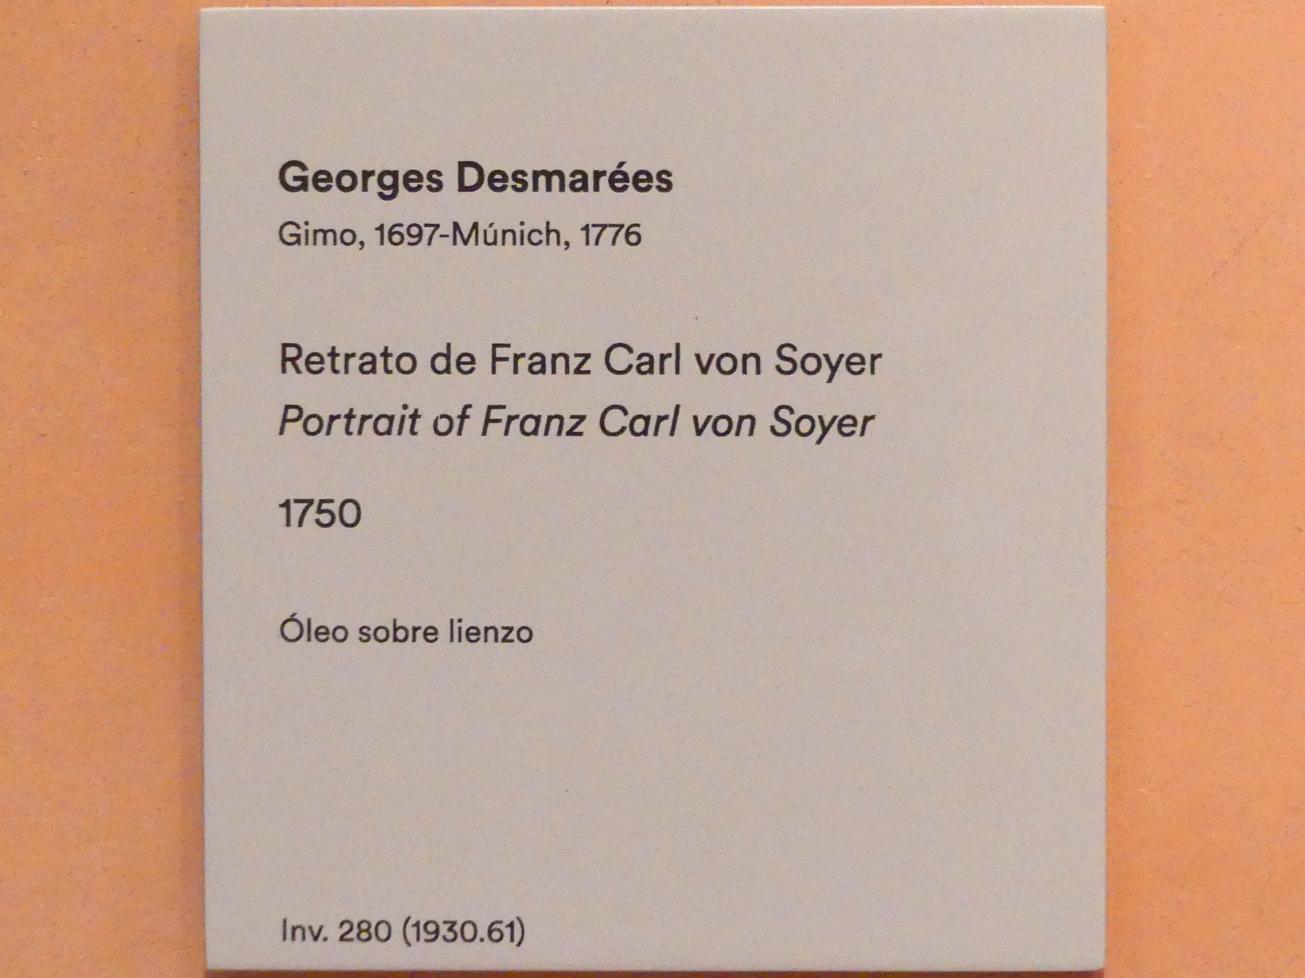 Georges Desmarées
Gimo, 1697-Múnich, 1776
Retrato de Franz Carl von Soyer
Portrait of Franz Carl von Soyer
1750
Óleo sobre lienzo
Inv. 280 (1930.61)